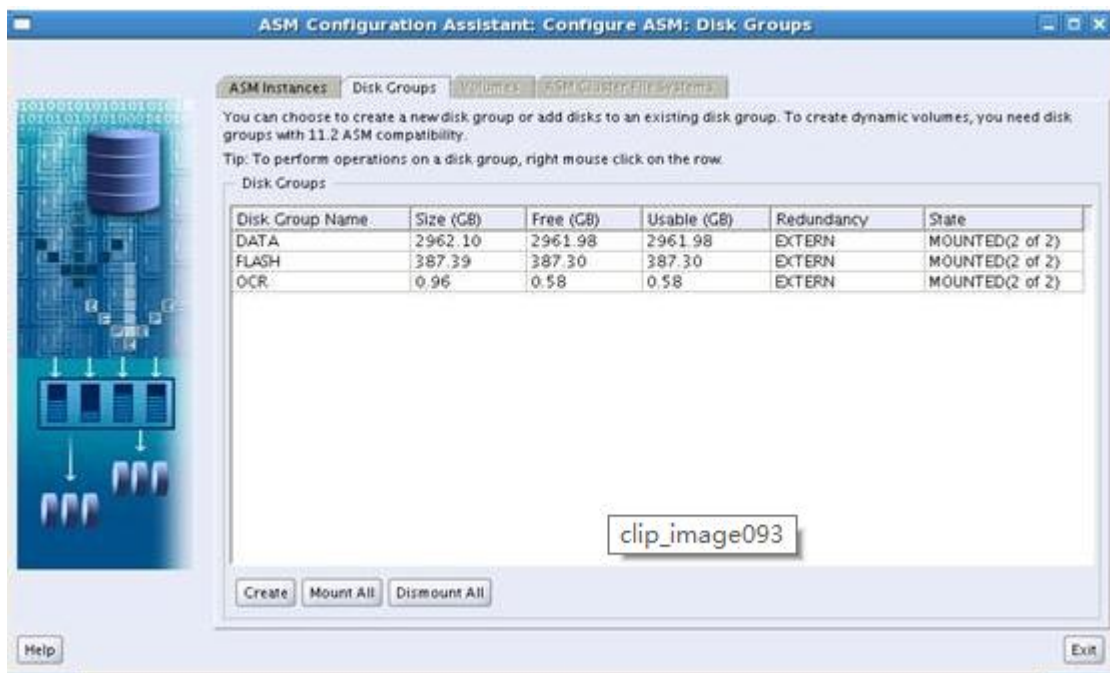 ASM Configuration Assistant: Configure ASM: Disk Groups
ASM Instances Disk Groups Volumes ASM Cluster File Systems
You can choose to create a new disk group or add disks to an existing disk group. To create dynamic volumes, you need disk
groups with 11.2 ASM compatibility.
Tip: To perform operations on a disk group, right mouse click on the row.
Disk Groups
Disk Group Name Size (GB) Free (GB) Usable (GB) Redundancy State
DATA 2962.10 2961.98 2961.98 EXTERN MOUNTED(2 of 2)
FLASH 387.39 387.30 387.30 EXTERN MOUNTED(2 of 2)
OCR 0.96 0.58 0.58 EXTERN MOUNTED(2 of 2)
clip_image093
Create Mount All Dismount All
Help Exit